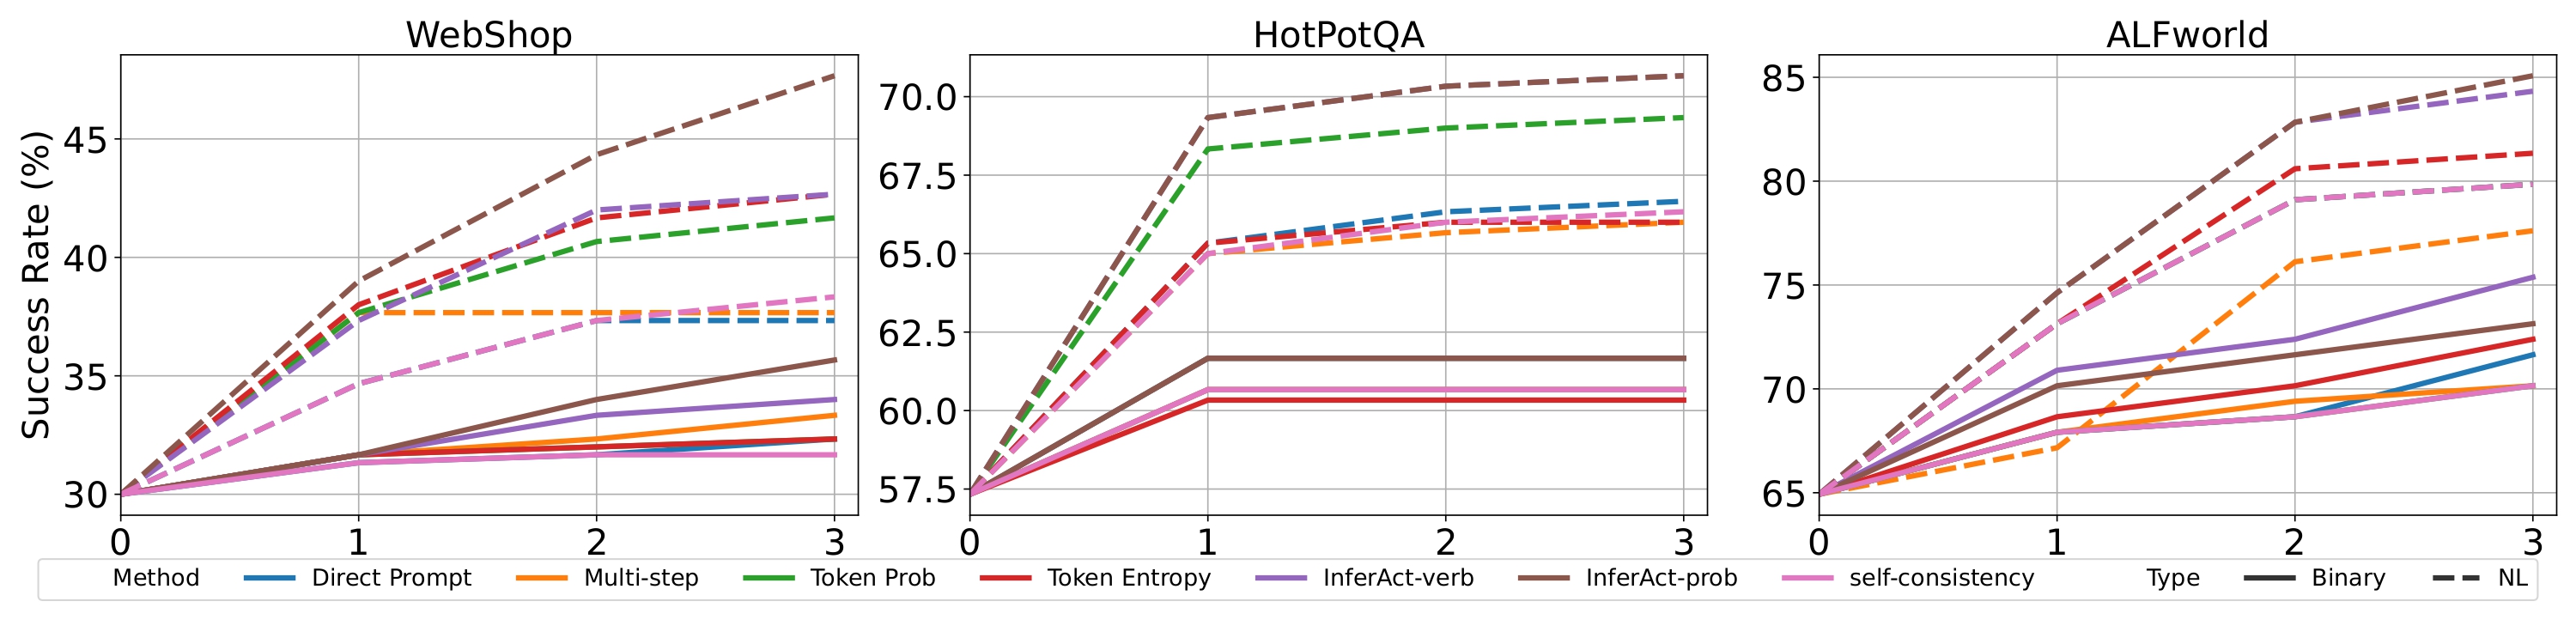 WebShop
HotPotQA
ALFworld
Success Rate (%)
45
40
35
30
0 1 2 3
70.0
67.5
65.0
62.5
60.0
57.5
0 1 2 3
85
80
75
70
65
0 1 2 3
Method Direct Prompt Multi-step Token Prob Token Entropy InferAct-verb InferAct-prob self-consistency Type Binary NL